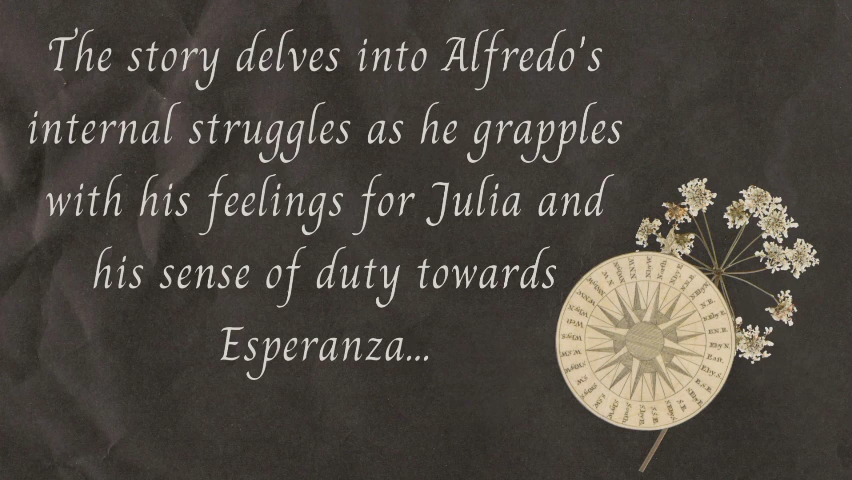 The story delves into Alfredo's
internal struggles as he grapples
with his feelings for Julia and
his sense of duty towards
Esperanza...